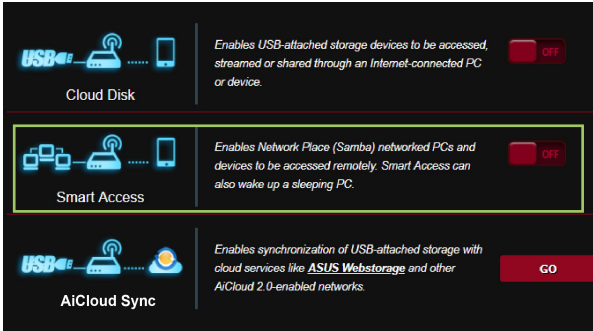 USB
Cloud Disk
Enables USB-attached storage devices to be accessed,
streamed or shared through an Internet-connected PC
or device.
OFF
Smart Access
Enables Network Place (Samba) networked PCs and
devices to be accessed remotely. Smart Access can
also wake up a sleeping PC.
OFF
USB
AiCloud Sync
Enables synchronization of USB-attached storage with
cloud services like ASUS Webstorage and other
AiCloud 2.0-enabled networks.
GO